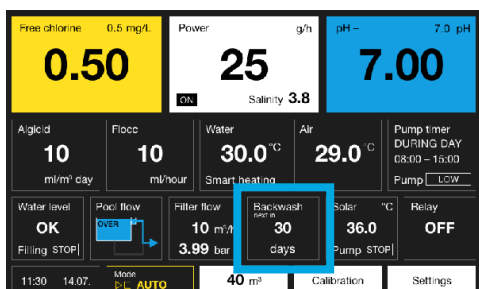 Free chlorine 0.5 mg/L
0.50
Power g/h
25
ON Salinity 3.8
pH – 7.0 pH
7.00
Algicid
10
ml/m³ day
Flocc
10
ml/hour
Water
30.0°C
Smart heating
Air
29.0°C
Pump timer
DURING DAY
08:00 – 15:00
Pump LOW
Water level
OK
Filling STOP
Pool flow
OVER
Filter flow
10 m³/h
3.99 bar
Backwash
next in
30
days
Solar °C
36.0
Pump STOP
Relay
OFF
11:30 14.07.
Mode
AUTO
40 m³
Calibration
Settings